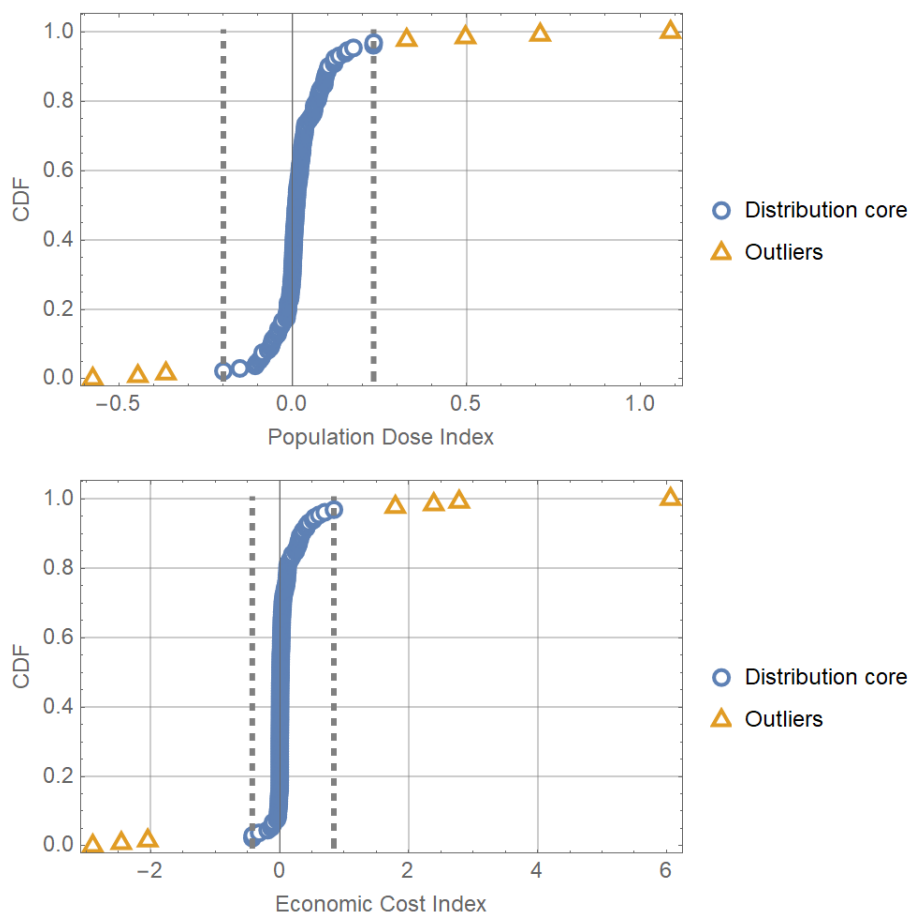 1.0
0.8
0.6
0.4
0.2
0.0
CDF
−0.5
0.0
0.5
1.0
Population Dose Index
Distribution core
Outliers
1.0
0.8
0.6
0.4
0.2
0.0
CDF
−2
0
2
4
6
Economic Cost Index
Distribution core
Outliers